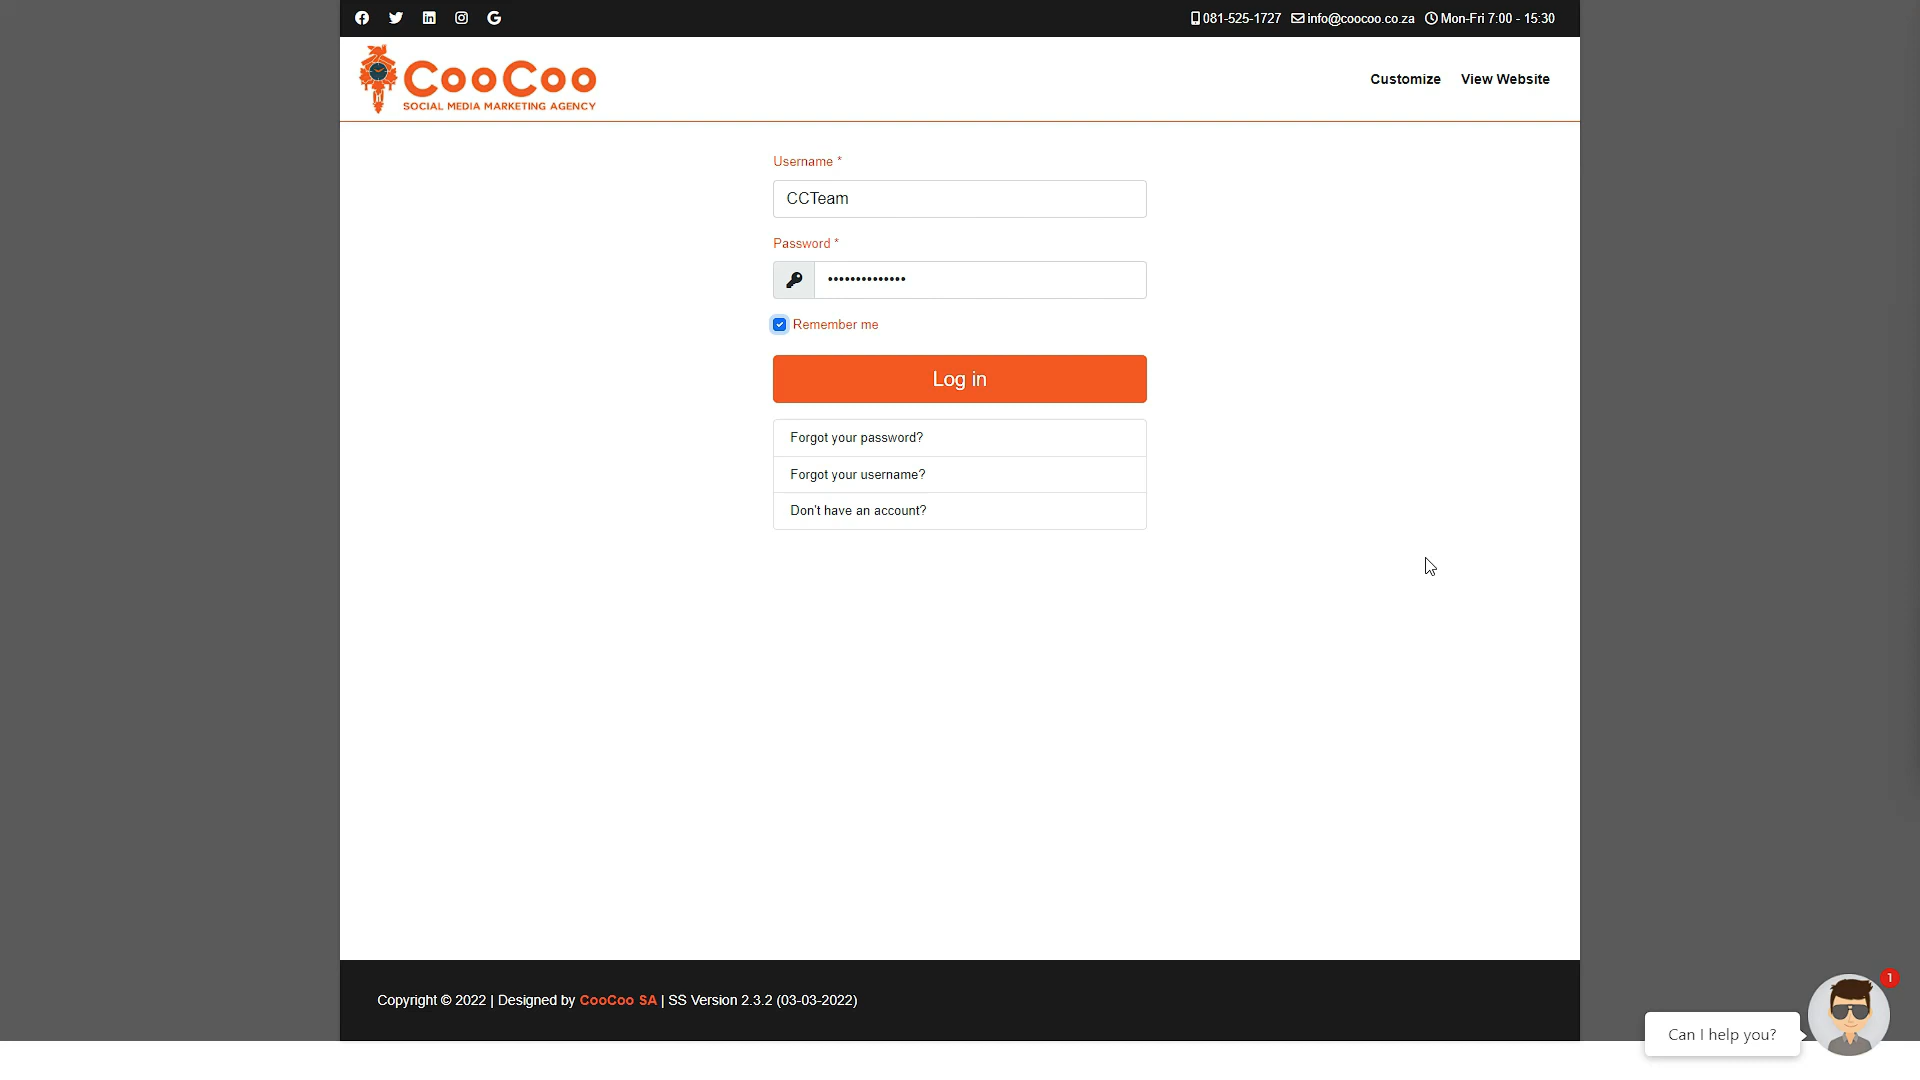 081-525-1727 info@coocoo.co.za Mon-Fri 7:00 - 15:30
CooCoo
SOCIAL MEDIA MARKETING AGENCY
Customize View Website
Username *
CCTeam
Password *
••••••••••••••
Remember me
Log in
Forgot your password?
Forgot your username?
Don't have an account?
Copyright © 2022 | Designed by CooCoo SA | SS Version 2.3.2 (03-03-2022)
1
Can I help you?